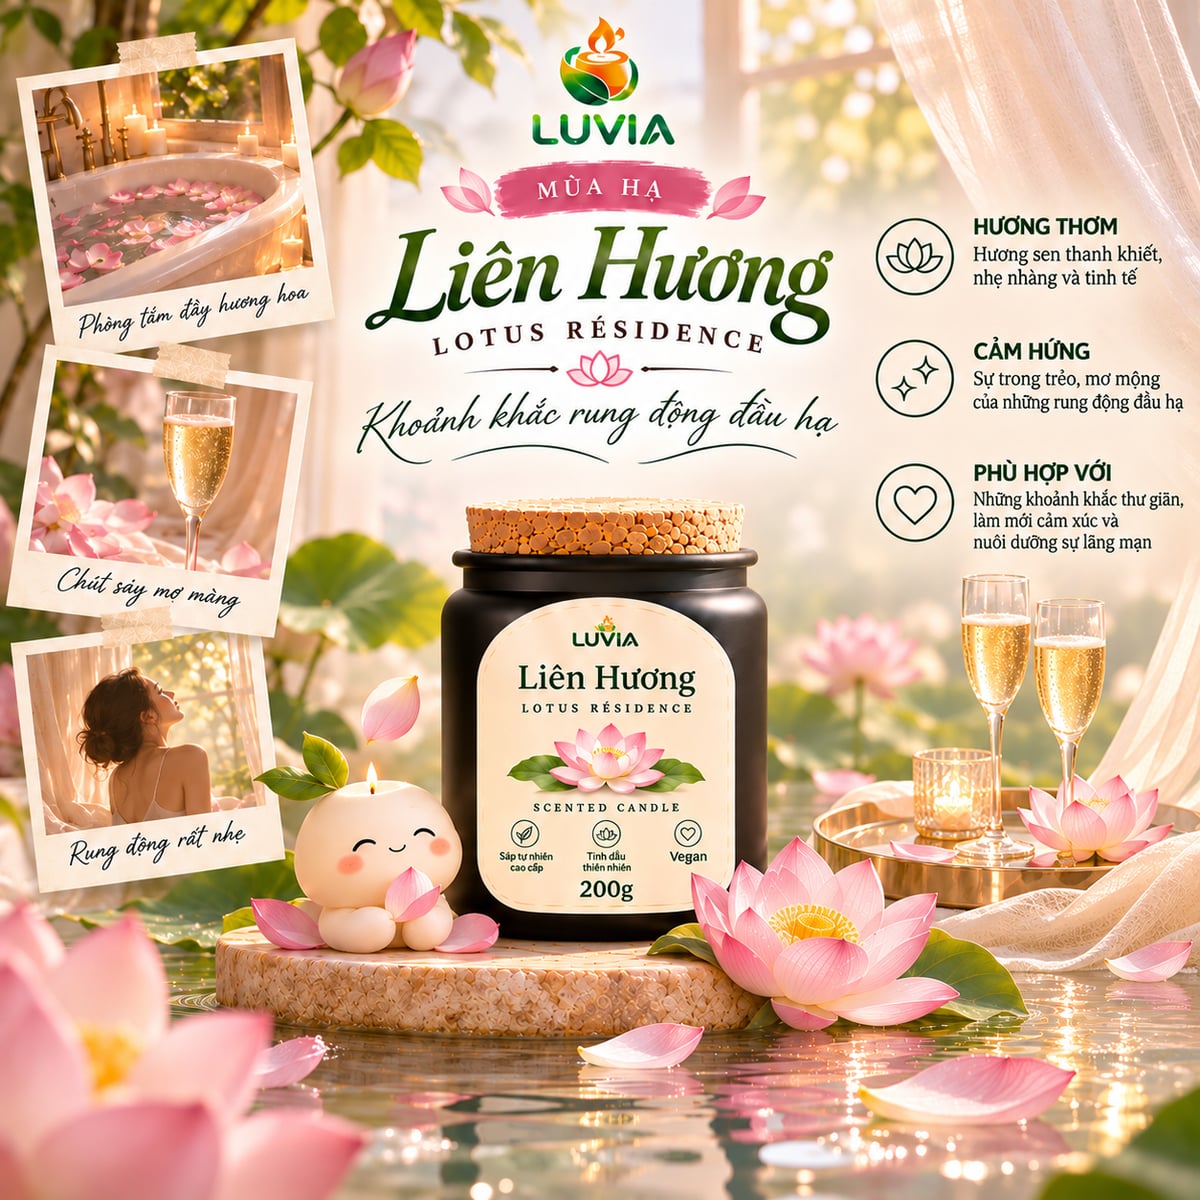 LUVIA
MÙA HẠ
Liên Hương
LOTUS RÉSIDENCE
Khoảnh khắc rung động đầu hạ
Phòng tắm đầy hương hoa
Chút sáy mợ màng
Rung động rất nhẹ
HƯƠNG THƠM
Hương sen thanh khiết,
nhẹ nhàng và tinh tế
CẢM HỨNG
Sự trong trẻo, mơ mộng
của những rung động đầu hạ
PHÙ HỢP VỚI
Những khoảnh khắc thư giãn,
làm mới cảm xúc và
nuôi dưỡng sự lãng mạn
LUVIA
Liên Hương
LOTUS RÉSIDENCE
SCENTED CANDLE
Sáp tự nhiên
cao cấp
Tinh dầu
thiên nhiên
Vegan
200g